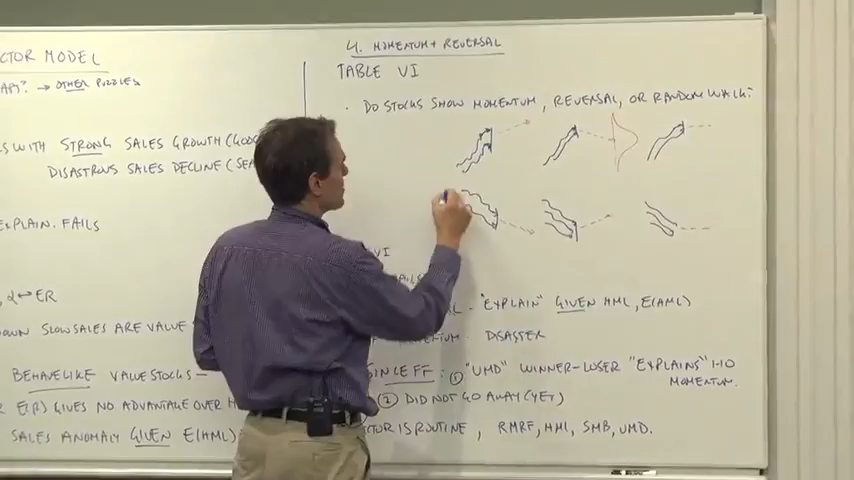 CTOR MODEL
→ OTHER PUZZLES
WITH STRONG SALES GROWTH (GOO
DISASTROUS SALES DECLINE (SE
EXPLAIN. FAILS
α ↔ ER
OWN SLOW SALES ARE VALUE
BEHAVE LIKE VALUE STOCKS –
E(R) GIVES NO ADVANTAGE OVER
SALES ANOMALY GIVEN E(HML)
4. MOMENTUM + REVERSAL
TABLE VI
· DO STOCKS SHOW MOMENTUM, REVERSAL, OR RANDOM WALK?
VI
- "EXPLAIN" GIVEN HML, E(HML)
DISASTER
SINCE FF : ① "UMD" WINNER-LOSER "EXPLAINS" 1-10 MOMENTUM.
② DID NOT GO AWAY (YET)
CTOR IS ROUTINE, RMRF, HML, SMB, UMD.